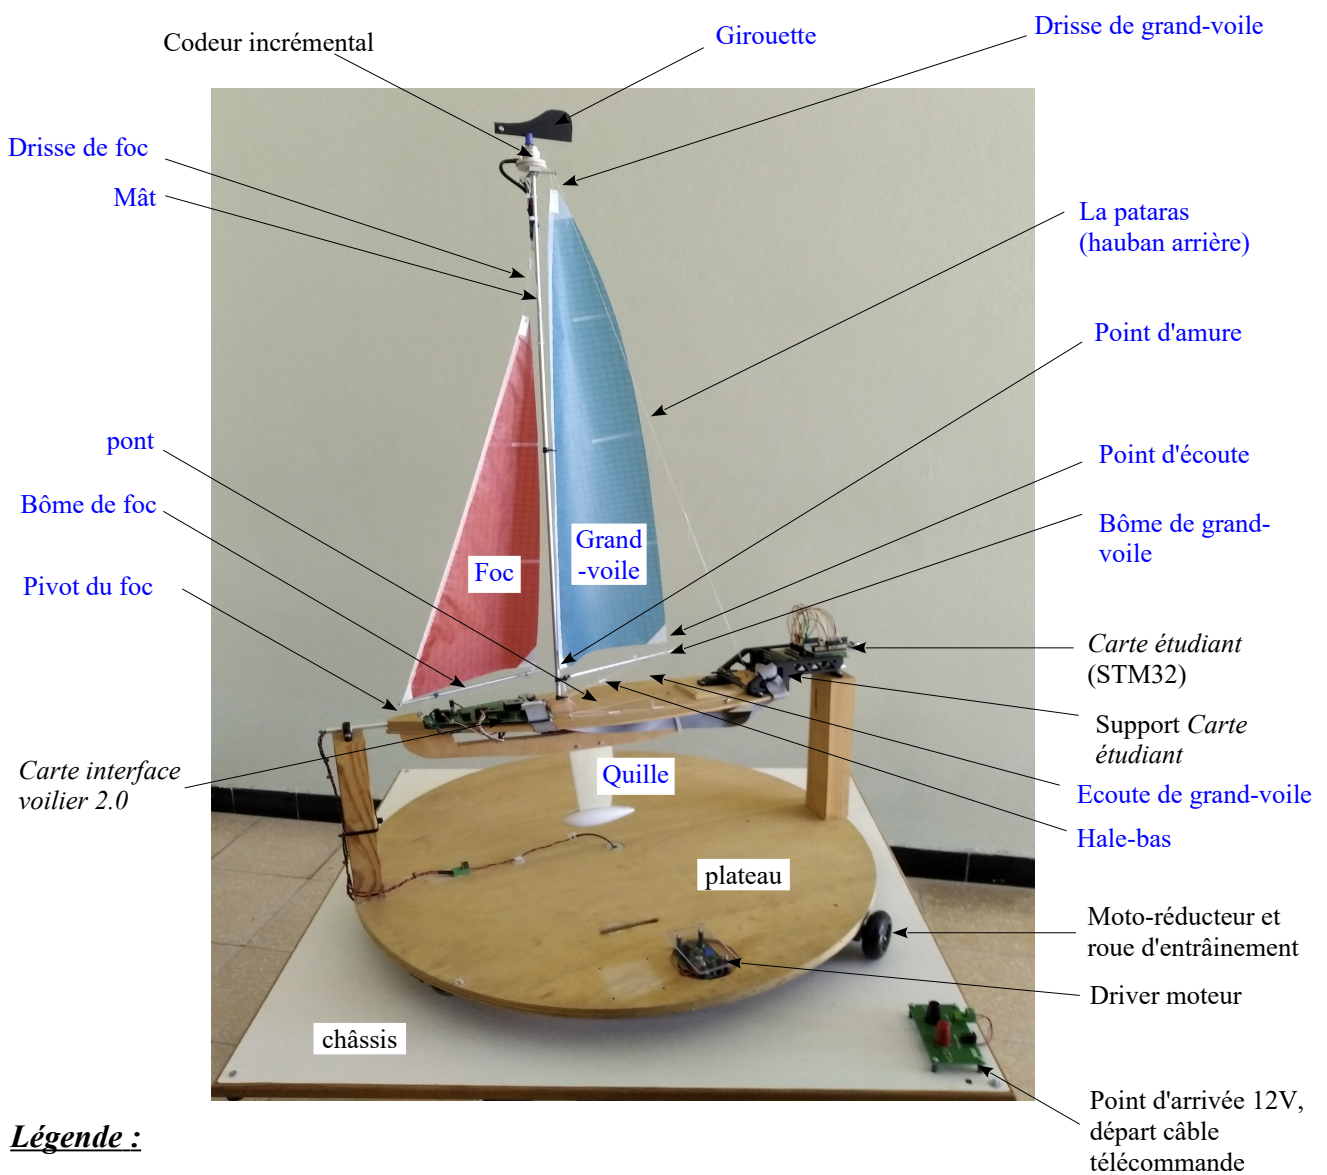 Codeur incrémental
Girouette
Drisse de grand-voile
Drisse de foc
Mât
La pataras
(hauban arrière)
Point d'amure
pont
Point d'écoute
Bôme de foc
Bôme de grand-
voile
Grand
-voile
Foc
Pivot du foc
Carte étudiant
(STM32)
Support Carte
étudiant
Carte interface
voilier 2.0
Quille
Ecoute de grand-voile
Hale-bas
plateau
Moto-réducteur et
roue d'entrâinement
Driver moteur
châssis
Point d'arrivée 12V,
départ câble
télécommande
Légende :